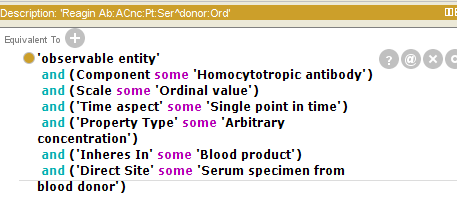 Description: 'Reagin Ab:ACnc:Pt:Ser^donor:Ord'
Equivalent To
'observable entity'
and (Component some 'Homocytotropic antibody')
and (Scale some 'Ordinal value')
and ('Time aspect' some 'Single point in time')
and ('Property Type' some 'Arbitrary
concentration')
and ('Inheres In' some 'Blood product')
and ('Direct Site' some 'Serum specimen from
blood donor')